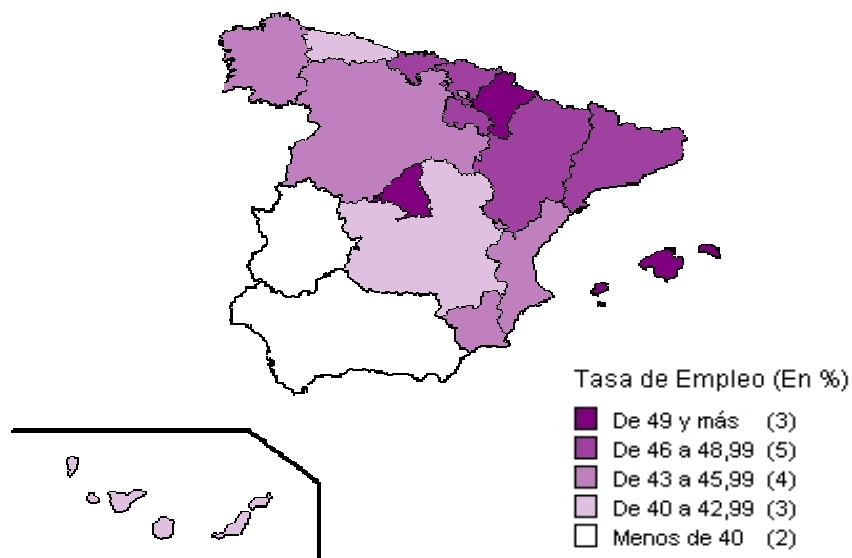 Tasa de Empleo (En %)
De 49 y más (3)
De 46 a 48,99 (5)
De 43 a 45,99 (4)
De 40 a 42,99 (3)
Menos de 40 (2)